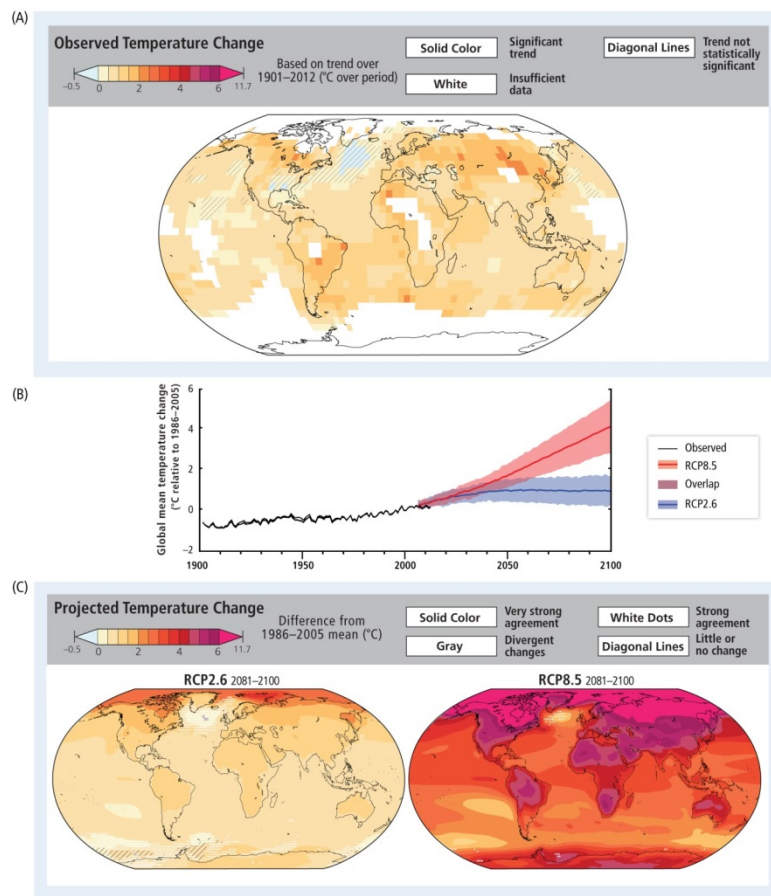 (A)
Observed Temperature Change
Based on trend over
1901–2012 (°C over period)
−0.5 0 2 4 6 11.7
Solid Color
Significant
trend
Diagonal Lines
Trend not
statistically
significant
White
Insufficient
data
(B)
Global mean temperature change
(°C relative to 1986–2005)
6
4
2
0
−2
1900 1950 2000 2050 2100
Observed
RCP8.5
Overlap
RCP2.6
(C)
Projected Temperature Change
Difference from
1986–2005 mean (°C)
−0.5 0 2 4 6 11.7
Solid Color
Very strong
agreement
White Dots
Strong
agreement
Gray
Divergent
changes
Diagonal Lines
Little or
no change
RCP2.6 2081–2100
RCP8.5 2081–2100